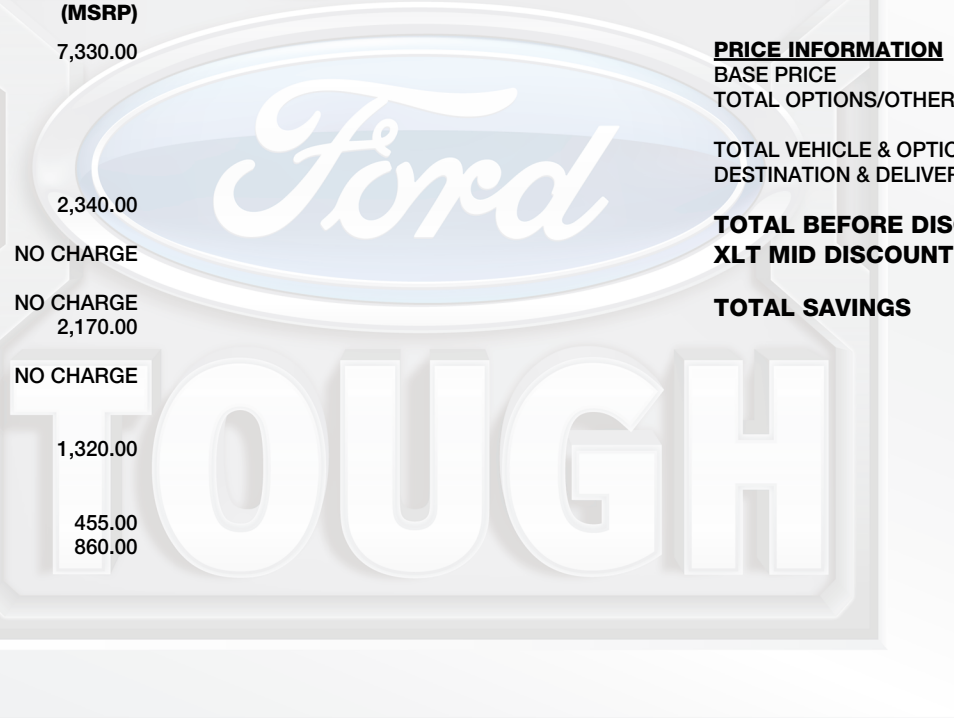 (MSRP)
7,330.00
2,340.00
NO CHARGE
NO CHARGE
2,170.00
NO CHARGE
1,320.00
455.00
860.00
PRICE INFORMATION
BASE PRICE
TOTAL OPTIONS/OTHER
TOTAL VEHICLE & OPTIO
DESTINATION & DELIVER
TOTAL BEFORE DISC
XLT MID DISCOUNT
TOTAL SAVINGS
Ford
TOUGH